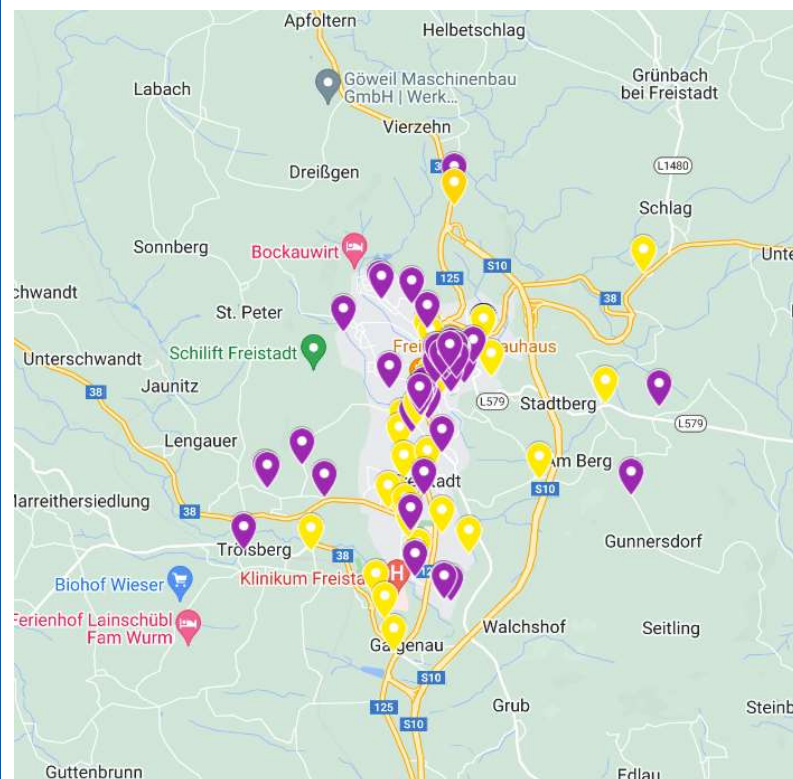 Apfoltern
Helbetschlag
Labach
Göweil Maschinenbau
GmbH | Werk...
Grünbach
bei Freistadt
Vierzehn
Dreißgen
L1480
Schlag
Sonnberg
Bockauwirt
S10
125
Unte
chwandt
St. Peter
38
Schilift Freistadt
Unterschwandt
Jaunitz
38
L579
Stadtberg
L579
Lengauer
Am Berg
S10
Marreithersiedlung
38
Gunnersdorf
Trölsberg
38
Biohof Wieser
Klinikum Freista
H
Ferienhof Lainschübl
Fam Wurm
Walchshof
Seitling
S10
125
S10
Grub
Steinb
Guttenbrunn
Edlau